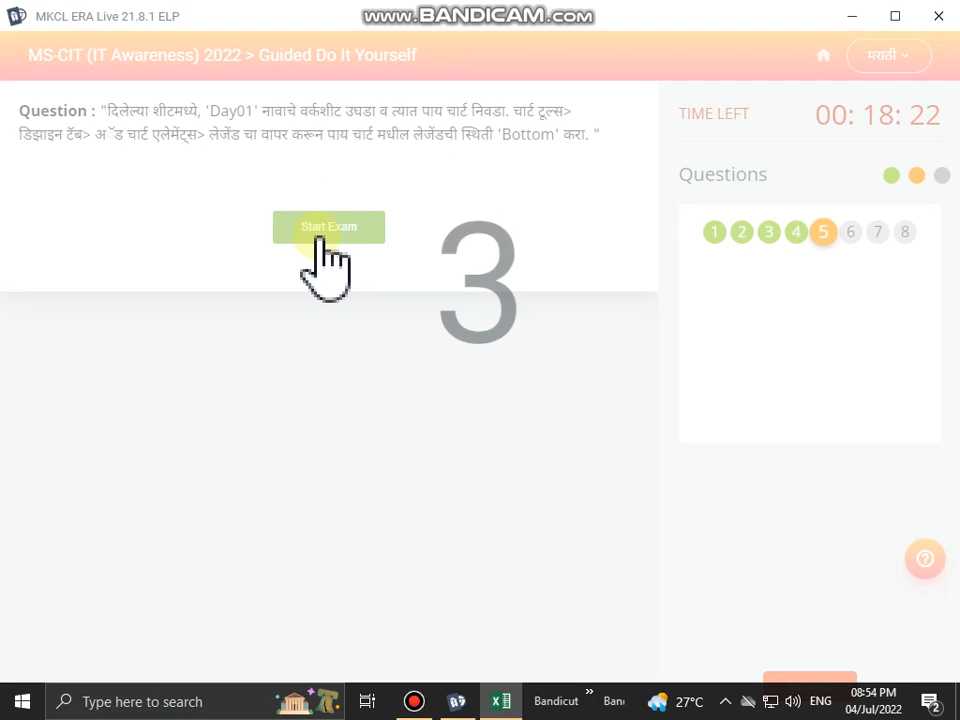 MKCL ERA Live 21.8.1 ELP
www.BANDICAM.com
MS-CIT (IT Awareness) 2022 > Guided Do It Yourself
मराठी
Question : "दिलेल्या शीटमध्ये, 'Day01' नावाचे वर्कशीट उघडा व त्यात पाय चार्ट निवडा. चार्ट टूल्स>
डिझाइन टॅब> अॅड चार्ट एलेमेंट्स> लेजेंड चा वापर करून पाय चार्ट मधील लेजेंडची स्थिती 'Bottom' करा. "
TIME LEFT
00: 18: 22
Questions
1 2 3 4 5 6 7 8
Start Exam
3
Type here to search
Bandicut
Band
27°C
ENG
08:54 PM
04/Jul/2022
2